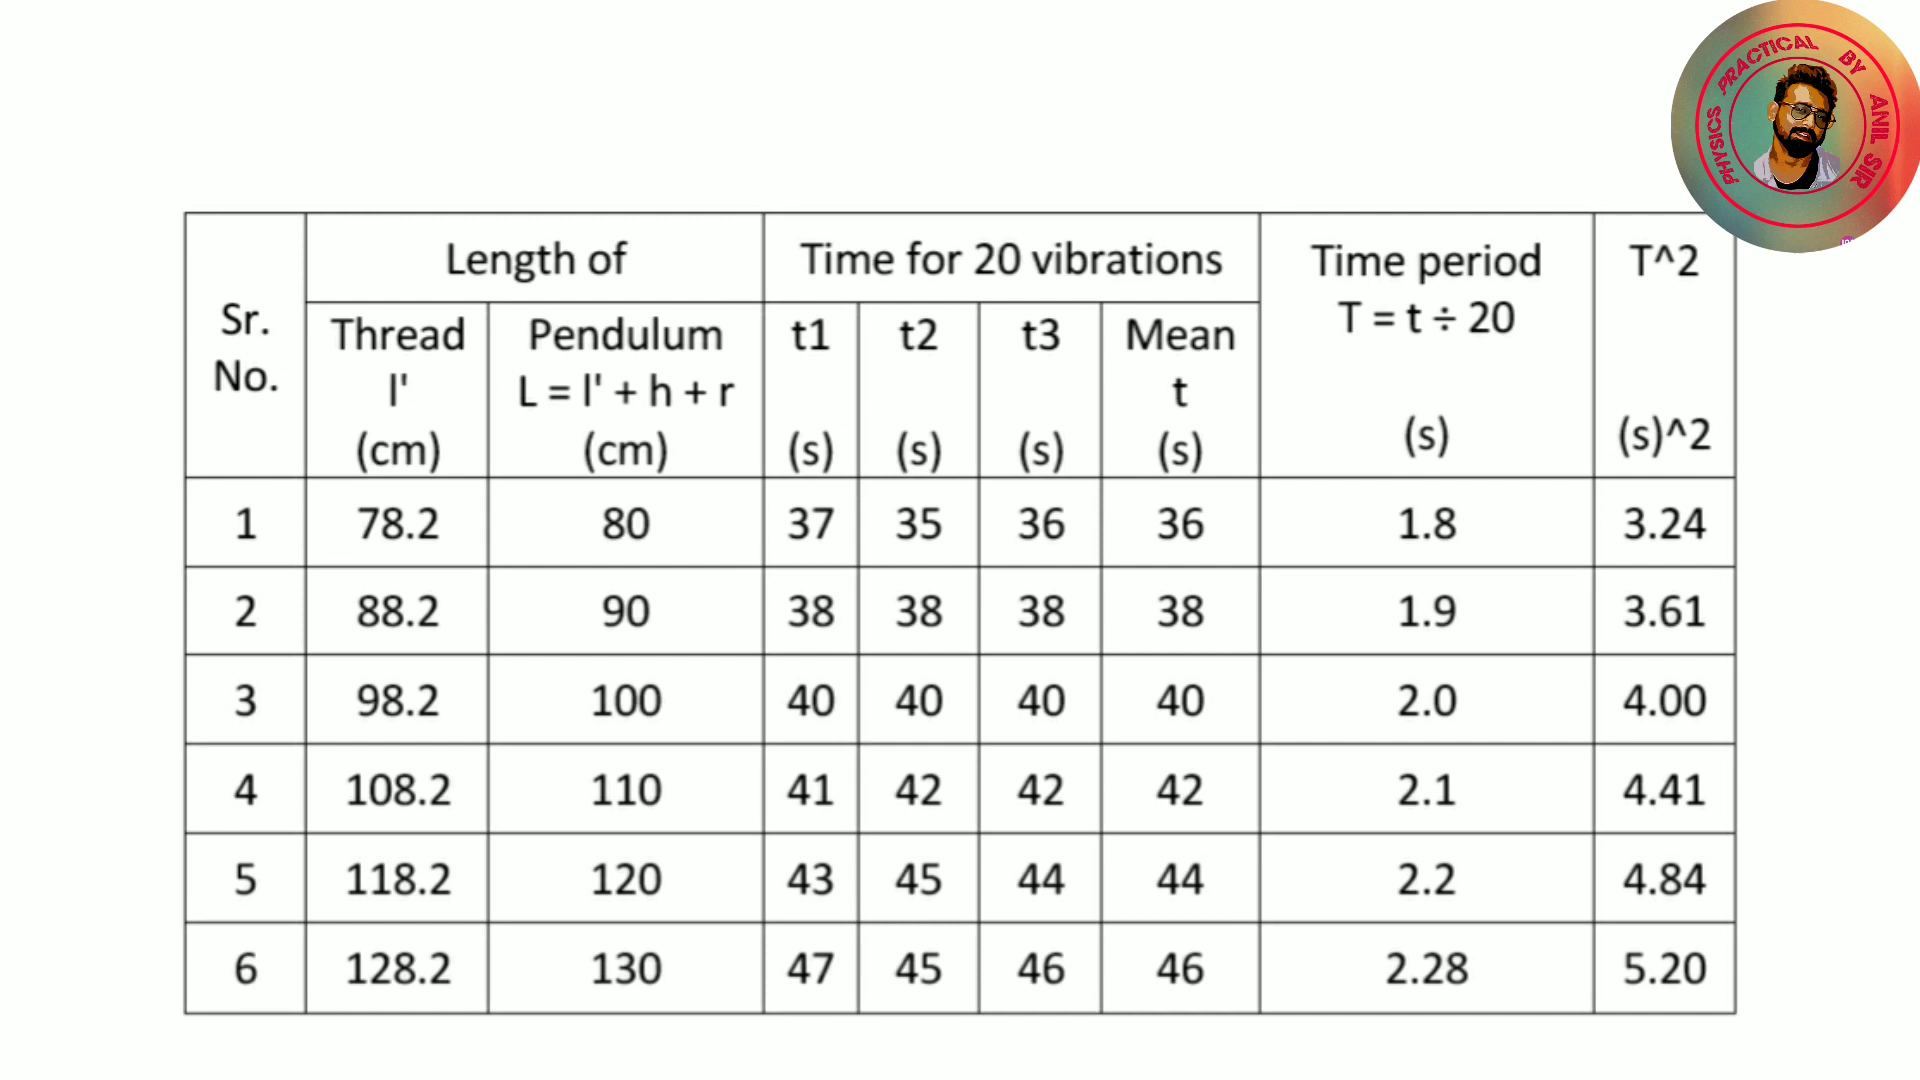 PHYSICS PRACTICAL BY ANIL SIR
Length of Time for 20 vibrations Time period T^2
Sr. No. Thread Pendulum t1 t2 t3 Mean T = t ÷ 20
l' L = l' + h + r t
(cm) (cm) (s) (s) (s) (s) (s) (s)^2
1 78.2 80 37 35 36 36 1.8 3.24
2 88.2 90 38 38 38 38 1.9 3.61
3 98.2 100 40 40 40 40 2.0 4.00
4 108.2 110 41 42 42 42 2.1 4.41
5 118.2 120 43 45 44 44 2.2 4.84
6 128.2 130 47 45 46 46 2.28 5.20